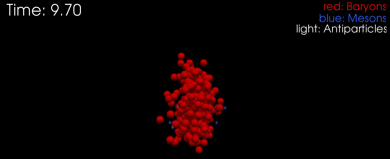 Time: 9.70
red: Baryons
blue: Mesons
light: Antiparticles